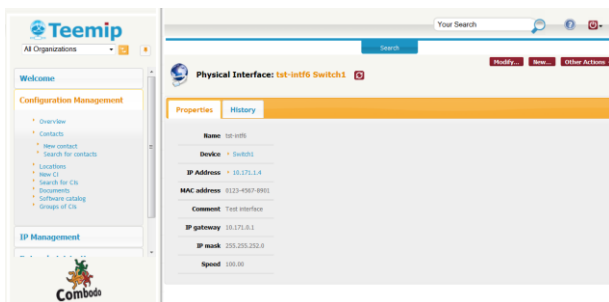 Teemip
All Organizations
Your Search
Search
Modify... New... Other Actions
Welcome
Configuration Management
Overview
Contacts
New contact
Search for contacts
Locations
New CI
Search for CIs
Documents
Software catalog
Groups of CIs
IP Management
Combodo
Physical Interface: tst-intf6 Switch1
Properties History
Name tst-intf6
Device Switch1
IP Address 10.171.1.4
MAC address 0123-4567-8901
Comment Test interface
IP gateway 10.171.0.1
IP mask 255.255.252.0
Speed 100.00